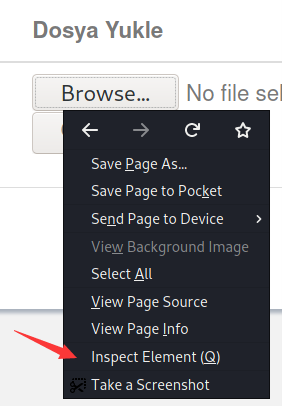 Dosya Yukle
Browse... No file sel
Save Page As...
Save Page to Pocket
Send Page to Device
View Background Image
Select All
View Page Source
View Page Info
Inspect Element (Q)
Take a Screenshot